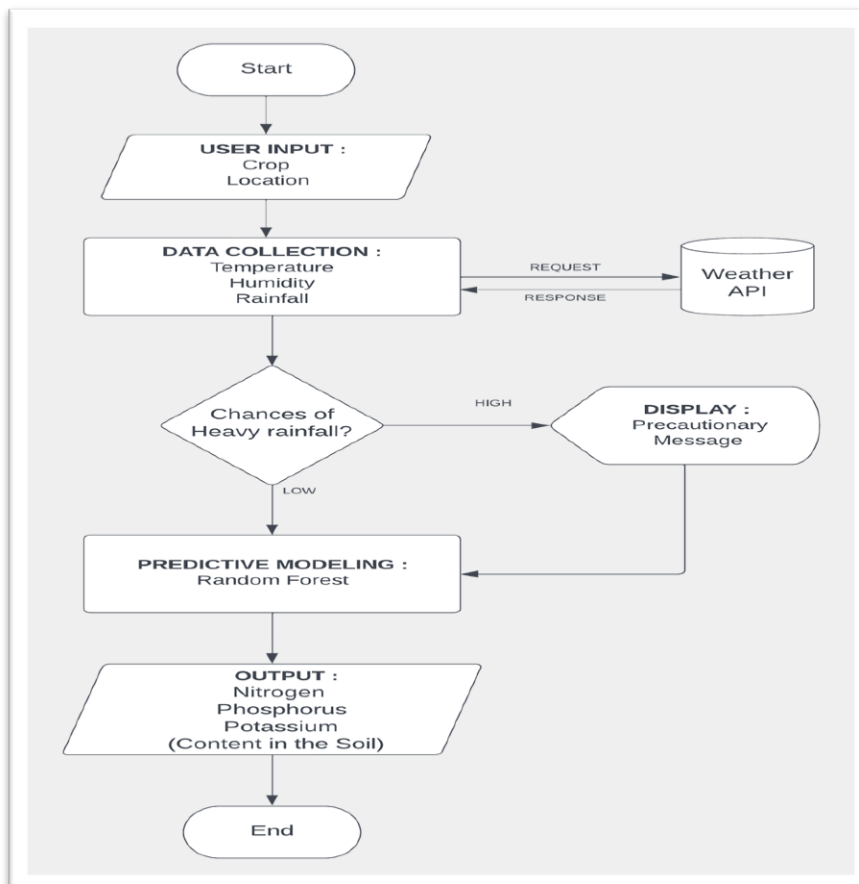 Start
USER INPUT :
Crop
Location
DATA COLLECTION :
Temperature
Humidity
Rainfall
REQUEST
RESPONSE
Weather
API
Chances of
Heavy rainfall?
HIGH
DISPLAY :
Precautionary
Message
LOW
PREDICTIVE MODELING :
Random Forest
OUTPUT :
Nitrogen
Phosphorus
Potassium
(Content in the Soil)
End